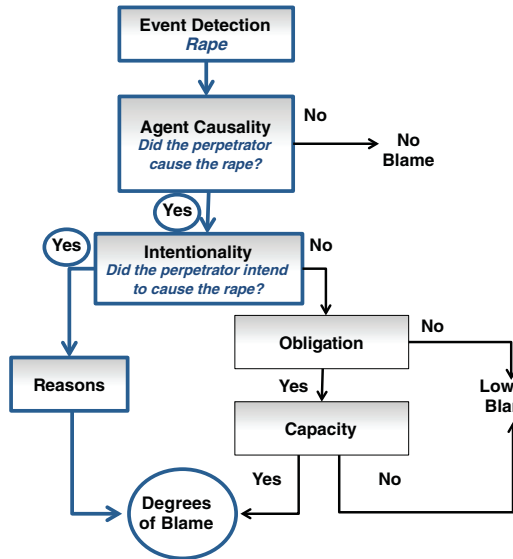 Event Detection
Rape
Agent Causality
Did the perpetrator
cause the rape?
No
No
Blame
Yes
Yes
Intentionality
Did the perpetrator intend
to cause the rape?
No
Obligation
No
Reasons
Yes
Low
Capacity
Yes
No
Degrees
of Blame